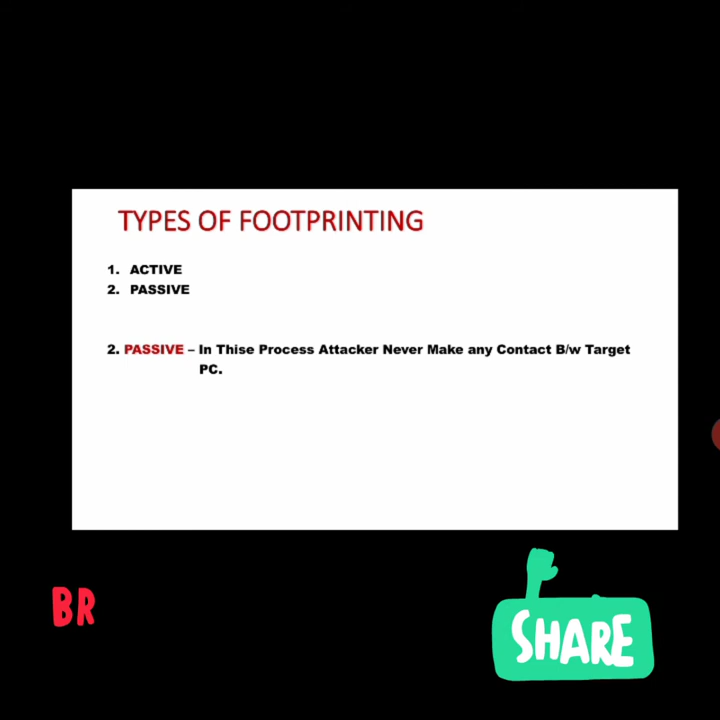 TYPES OF FOOTPRINTING
1. ACTIVE
2. PASSIVE
2. PASSIVE – In Thise Process Attacker Never Make any Contact B/w Target
PC.
BR
SHARE